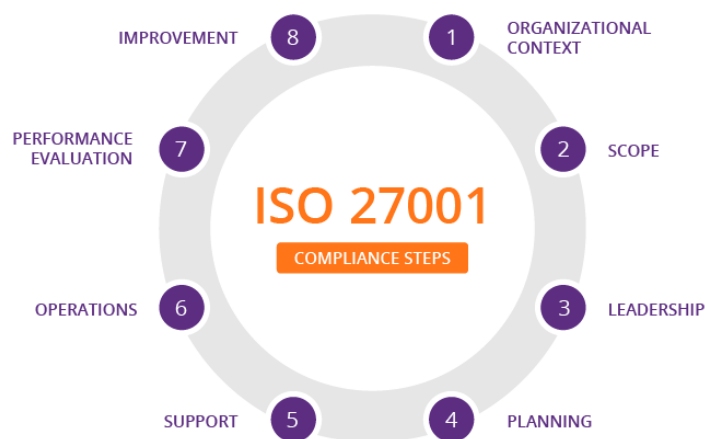 ISO 27001
COMPLIANCE STEPS
1
ORGANIZATIONAL
CONTEXT
2
SCOPE
3
LEADERSHIP
4
PLANNING
5
SUPPORT
6
OPERATIONS
7
PERFORMANCE
EVALUATION
8
IMPROVEMENT